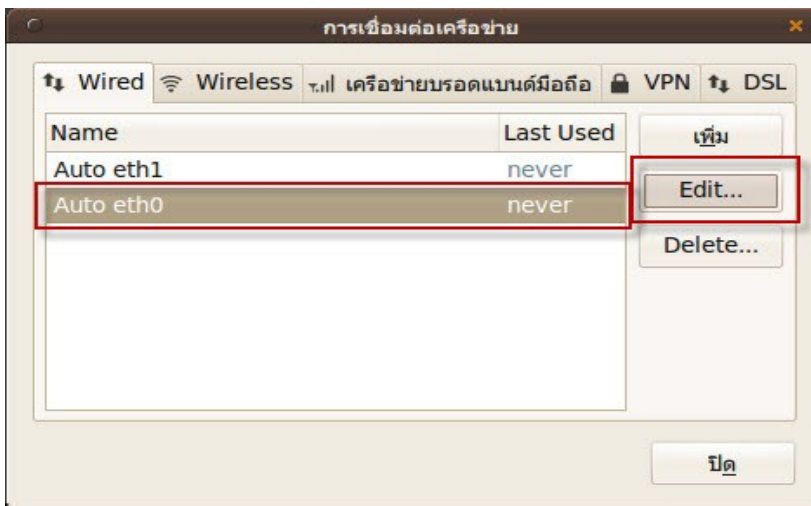 การเชื่อมต่อเครือข่าย
Wired Wireless เครือข่ายบรอดแบนด์มือถือ VPN DSL
Name Last Used
เพิ่ม
Auto eth1 never
Edit...
Auto eth0 never
Delete...
ปิด